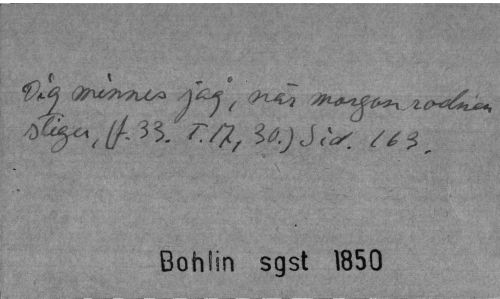 Dig minnes jag, när morgonrodnan
stiger, (f. 33. T. 17, 30.) Sid. 163.
Bohlin sgst 1850